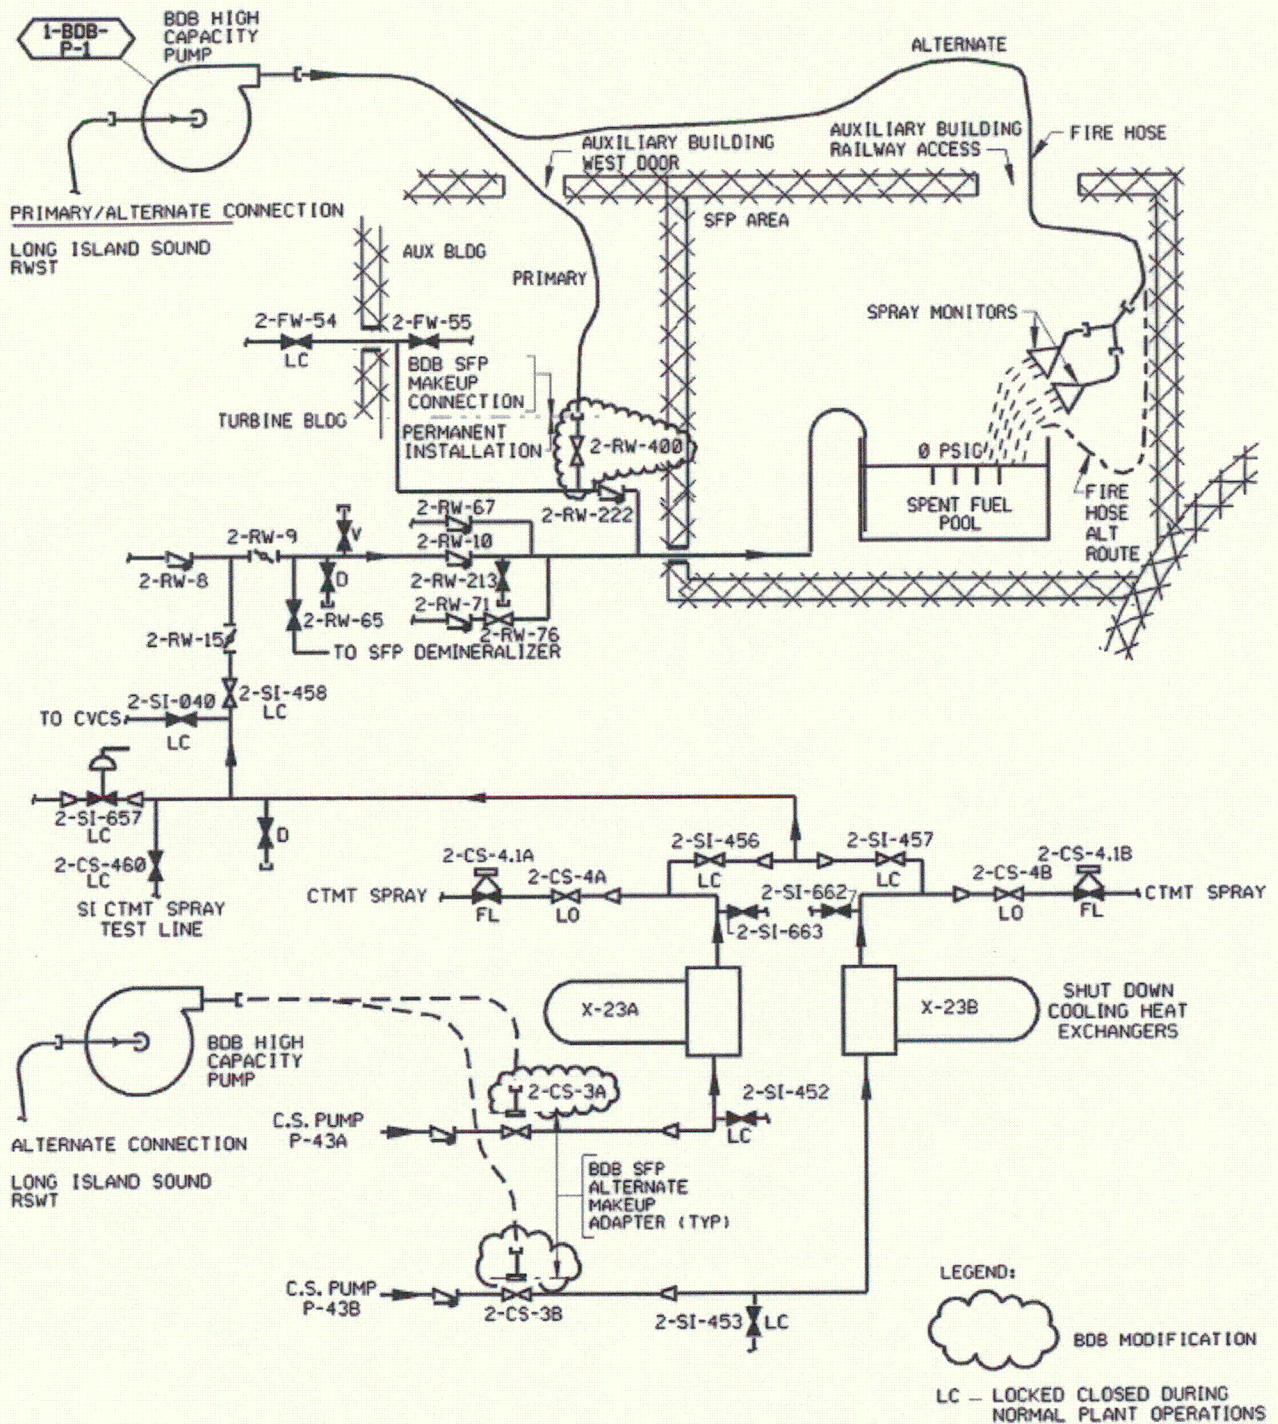 1-BDB-
P-1
BDB HIGH
CAPACITY
PUMP
ALTERNATE
AUXILIARY BUILDING
WEST DOOR
AUXILIARY BUILDING
RAILWAY ACCESS
FIRE HOSE
PRIMARY/ALTERNATE CONNECTION
LONG ISLAND SOUND
RWST
SFP AREA
AUX BLDG
PRIMARY
2-FW-54
LC
2-FW-55
SPRAY MONITORS
BDB SFP
MAKEUP
CONNECTION
TURBINE BLDG
PERMANENT
INSTALLATION
2-RW-400
0 PSIG
SPENT FUEL
POOL
FIRE
HOSE
ALT
ROUTE
2-RW-222
2-RW-67
2-RW-9
V
2-RW-10
2-RW-8
D
2-RW-213
2-RW-65
2-RW-71
2-RW-76
2-RW-15
TO SFP DEMINERALIZER
2-SI-040
2-SI-458
LC
TO CVCS
LC
2-SI-657
LC
D
2-CS-460
LC
SI CTMT SPRAY
TEST LINE
2-SI-456
LC
2-SI-457
LC
2-CS-4.1A
2-CS-4A
CTMT SPRAY
FL
LO
2-SI-662
2-SI-663
2-CS-4B
2-CS-4.1B
LO
FL
CTMT SPRAY
X-23A
X-23B
SHUT DOWN
COOLING HEAT
EXCHANGERS
BDB HIGH
CAPACITY
PUMP
2-CS-3A
2-SI-452
LC
C.S. PUMP
P-43A
ALTERNATE CONNECTION
LONG ISLAND SOUND
RSWT
BDB SFP
ALTERNATE
MAKEUP
ADAPTER (TYP)
C.S. PUMP
P-43B
2-CS-3B
2-SI-453
LC
LEGEND:
BDB MODIFICATION
LC - LOCKED CLOSED DURING
NORMAL PLANT OPERATIONS